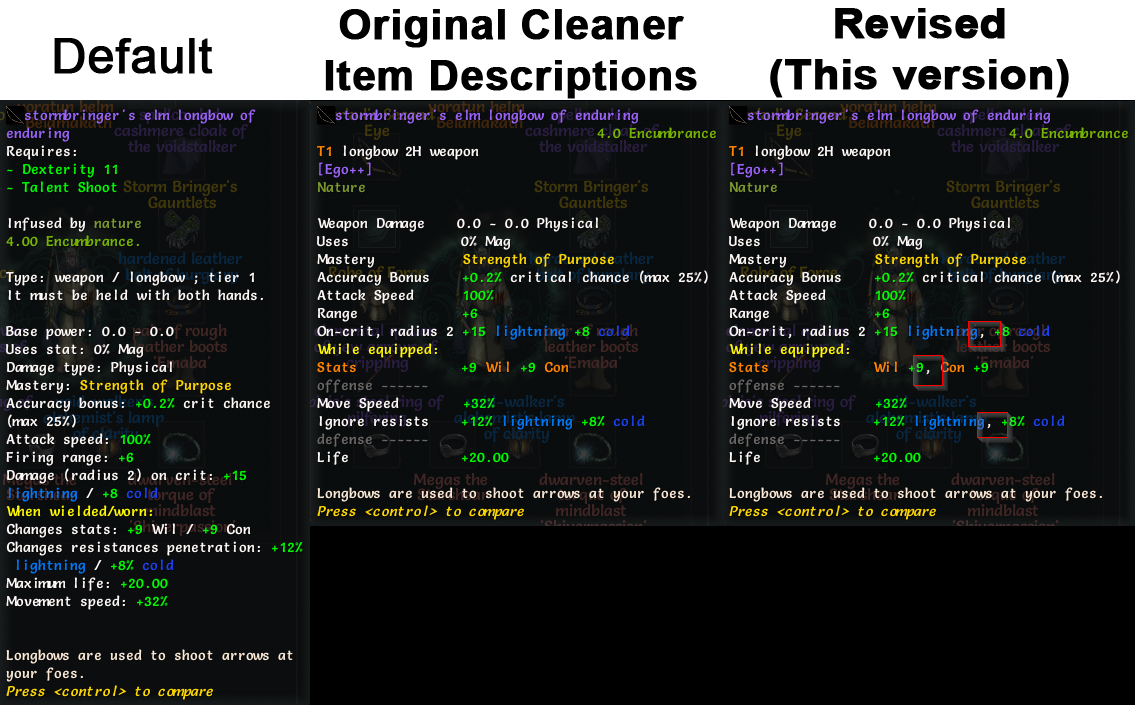 Default
stormbringer's elm longbow of
enduring
Requires:
- Dexterity 11
- Talent Shoot
Infused by nature
4.00 Encumbrance.
Type: weapon / longbow ; tier 1
It must be held with both hands.
Base power: 0.0 - 0.0
Uses stat: 0% Mag
Damage type: Physical
Mastery: Strength of Purpose
Accuracy bonus: +0.2% crit chance
(max 25%)
Attack speed: 100%
Firing range: +6
Damage (radius 2) on crit: +15
lightning / +8 cold
When wielded/worn:
Changes stats: +9 Wil / +9 Con
Changes resistances penetration: +12%
lightning / +8% cold
Maximum life: +20.00
Movement speed: +32%
Longbows are used to shoot arrows at
your foes.
Press <control> to compare
Original Cleaner
Item Descriptions
stormbringer's elm longbow of enduring
4.0 Encumbrance
T1 longbow 2H weapon
[Ego++]
Nature
Weapon Damage 0.0 - 0.0 Physical
Uses 0% Mag
Mastery Strength of Purpose
Accuracy Bonus +0.2% critical chance (max 25%)
Attack Speed 100%
Range +6
On-crit, radius 2 +15 lightning +8 cold
While equipped:
Stats +9 Wil +9 Con
offense ------
Move Speed +32%
Ignore resists +12% lightning +8% cold
defense ------
Life +20.00
Longbows are used to shoot arrows at your foes.
Press <control> to compare
Revised
(This version)
stormbringer's elm longbow of enduring
4.0 Encumbrance
T1 longbow 2H weapon
[Ego++]
Nature
Weapon Damage 0.0 - 0.0 Physical
Uses 0% Mag
Mastery Strength of Purpose
Accuracy Bonus +0.2% critical chance (max 25%)
Attack Speed 100%
Range +6
On-crit, radius 2 +15 lightning, +8 cold
While equipped:
Stats Wil +9, Con +9
offense ------
Move Speed +32%
Ignore resists +12% lightning, +8% cold
defense ------
Life +20.00
Longbows are used to shoot arrows at your foes.
Press <control> to compare